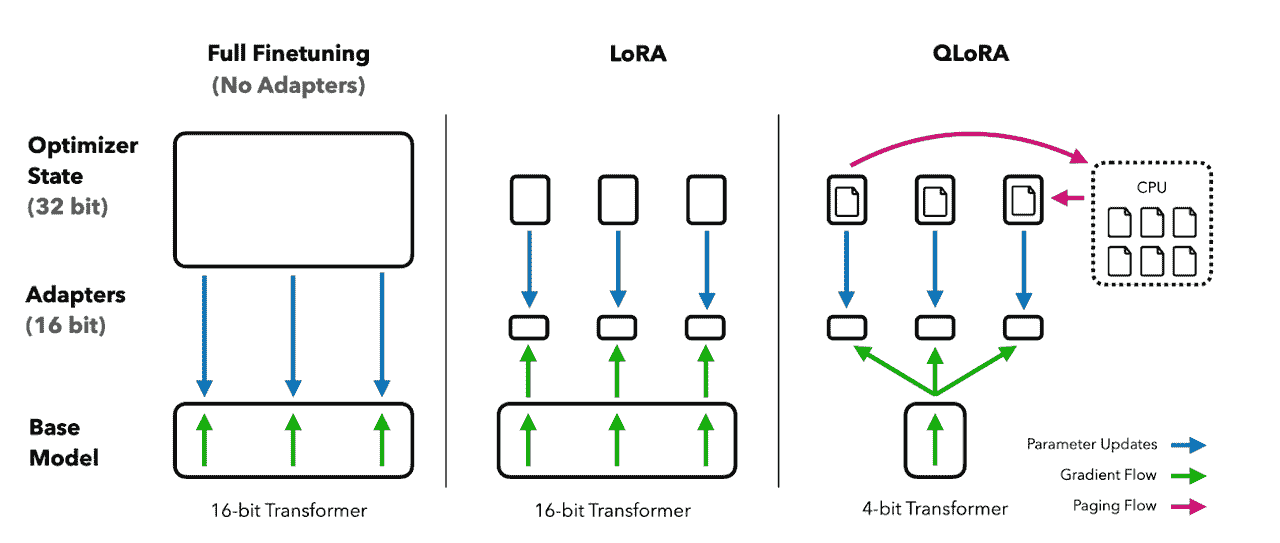 Full Finetuning
(No Adapters)
LoRA
QLoRA
Optimizer
State
(32 bit)
CPU
Adapters
(16 bit)
Base
Model
Parameter Updates
Gradient Flow
Paging Flow
16-bit Transformer
16-bit Transformer
4-bit Transformer